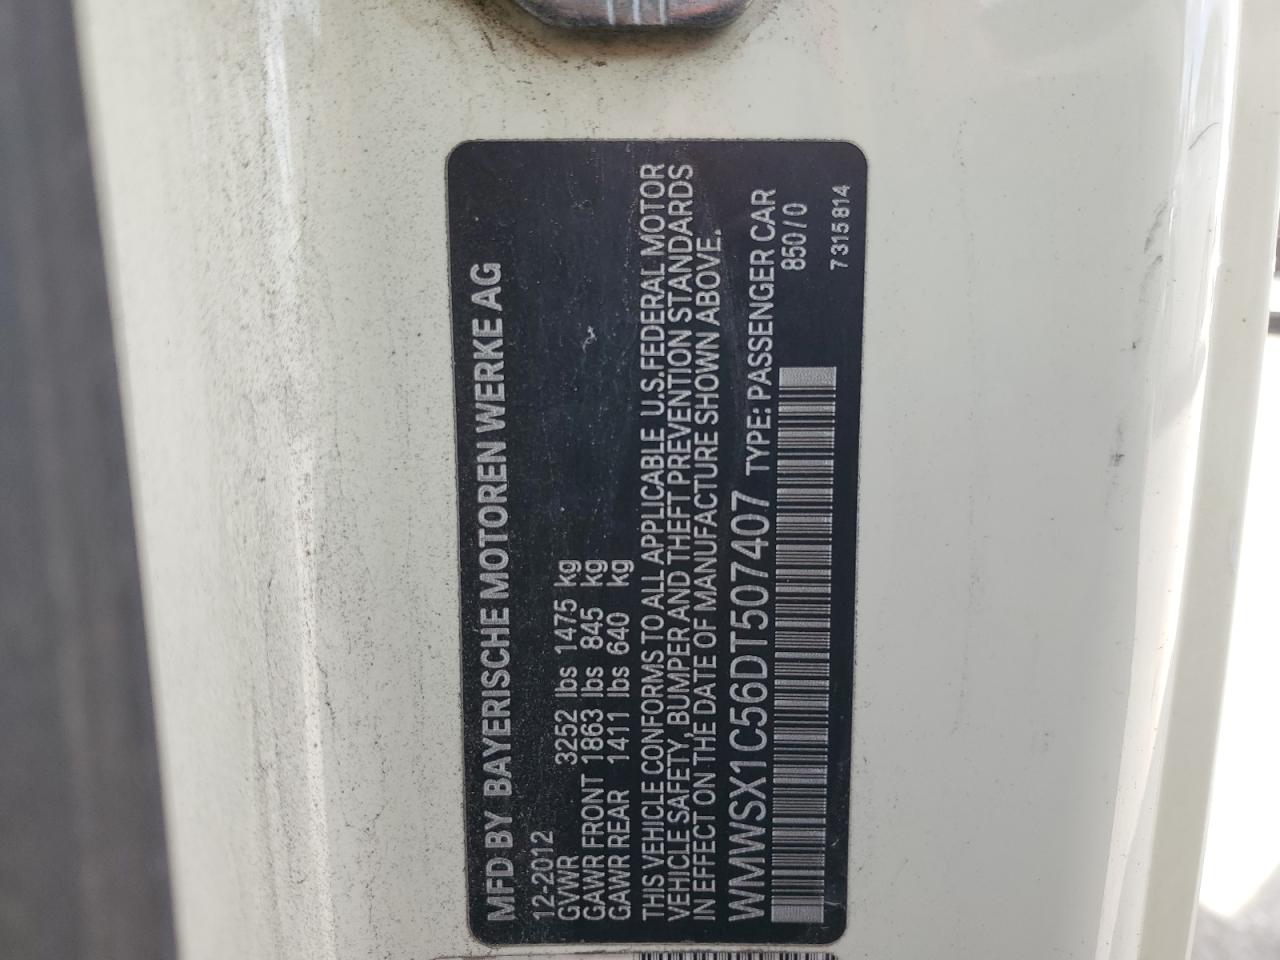 MFD BY BAYERISCHE MOTOREN WERKE AG
12-2012
GVWR 3252 lbs 1475 kg
GAWR FRONT 1863 lbs 845 kg
GAWR REAR 1411 lbs 640 kg
THIS VEHICLE CONFORMS TO ALL APPLICABLE U.S.FEDERAL MOTOR
VEHICLE SAFETY, BUMPER AND THEFT PREVENTION STANDARDS
IN EFFECT ON THE DATE OF MANUFACTURE SHOWN ABOVE.
WMWSX1C56DT507407 TYPE: PASSENGER CAR
850/0
7315814